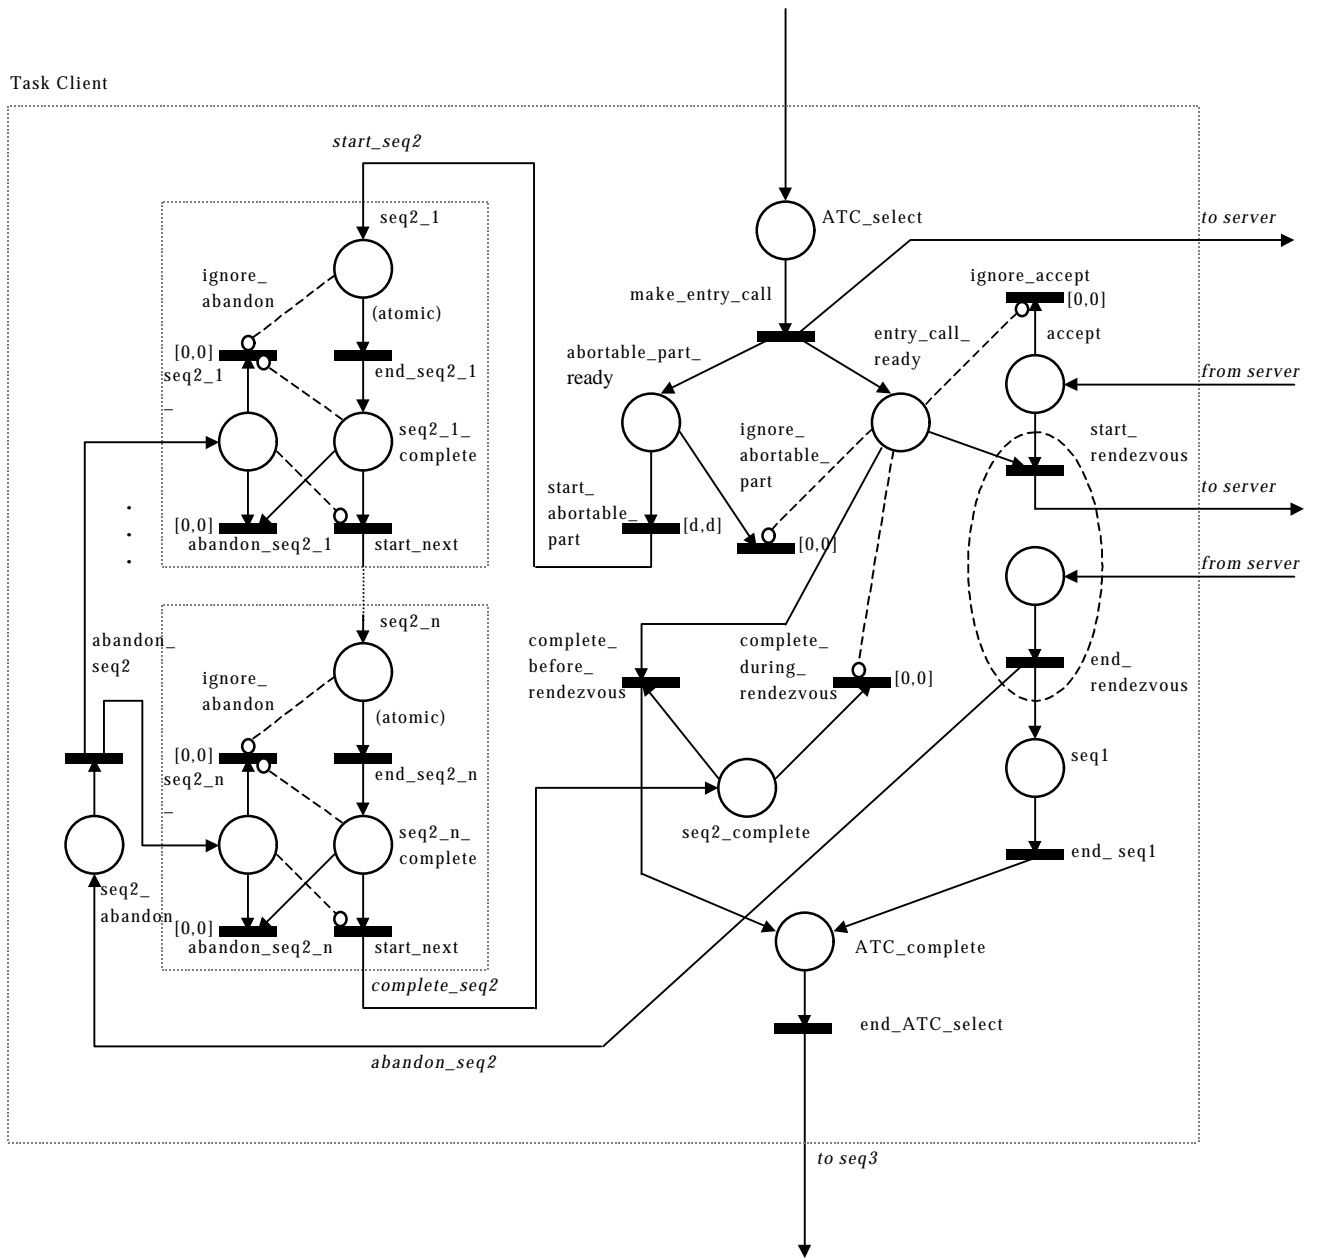 Task Client
start_seq2
seq2_1
ignore_
abandon
(atomic)
[0,0]
seq2_1
_
end_seq2_1
seq2_1_
complete
[0,0]
abandon_seq2_1
start_next
seq2_n
ignore_
abandon
(atomic)
[0,0]
seq2_n
_
end_seq2_n
seq2_n_
complete
[0,0]
abandon_seq2_n
start_next
complete_seq2
abandon_
seq2
seq2_
abandon
abandon_seq2
ATC_select
to server
make_entry_call
ignore_accept
[0,0]
accept
entry_call_
ready
abortable_part_
ready
from server
ignore_
abortable_
part
start_
rendezvous
start_
abortable_
part
[d,d]
[0,0]
to server
from server
complete_
before_
rendezvous
complete_
during_
rendezvous
[0,0]
end_
rendezvous
seq1
seq2_complete
end_ seq1
ATC_complete
end_ATC_select
to seq3